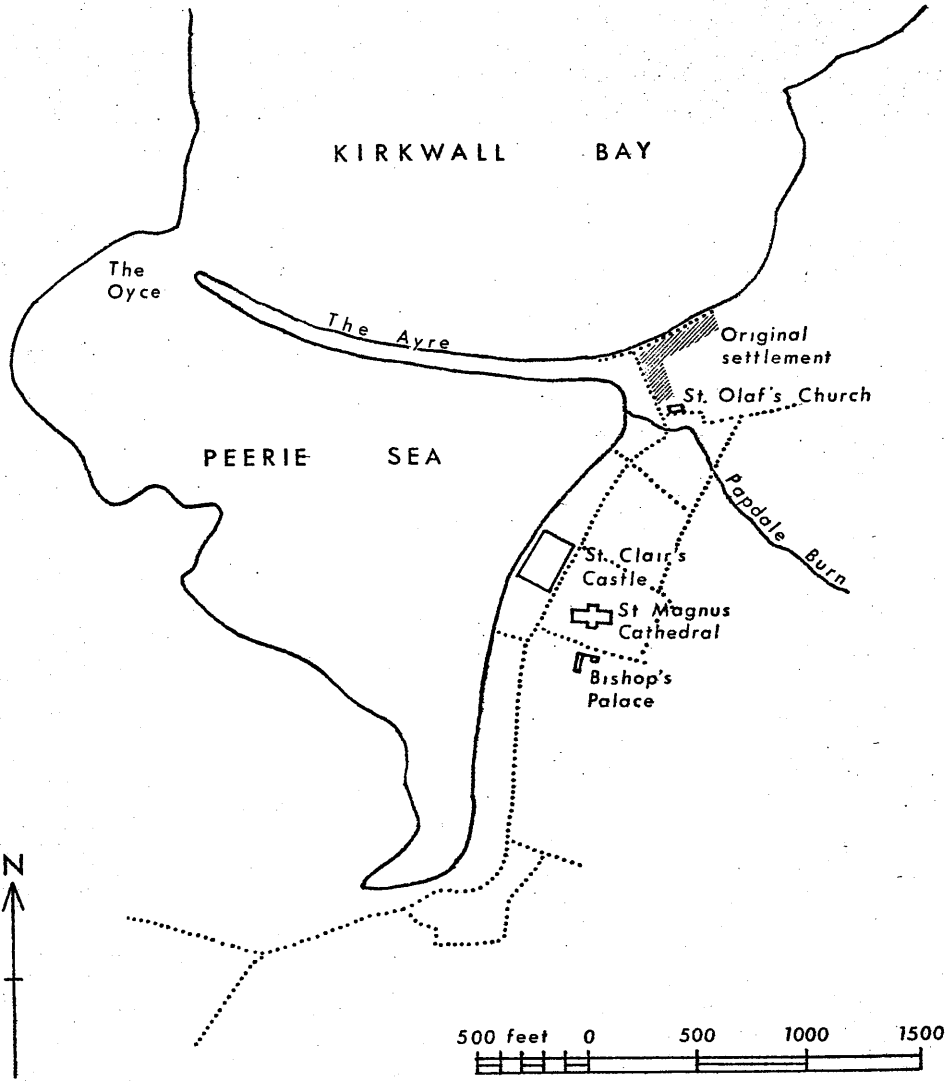 KIRKWALL BAY
The
Oyce
The Ayre
Original
settlement
St. Olaf's Church
PEERIE SEA
Papdale Burn
St. Clair's
Castle
St Magnus
Cathedral
Bishop's
Palace
N
500 feet 0 500 1000 1500